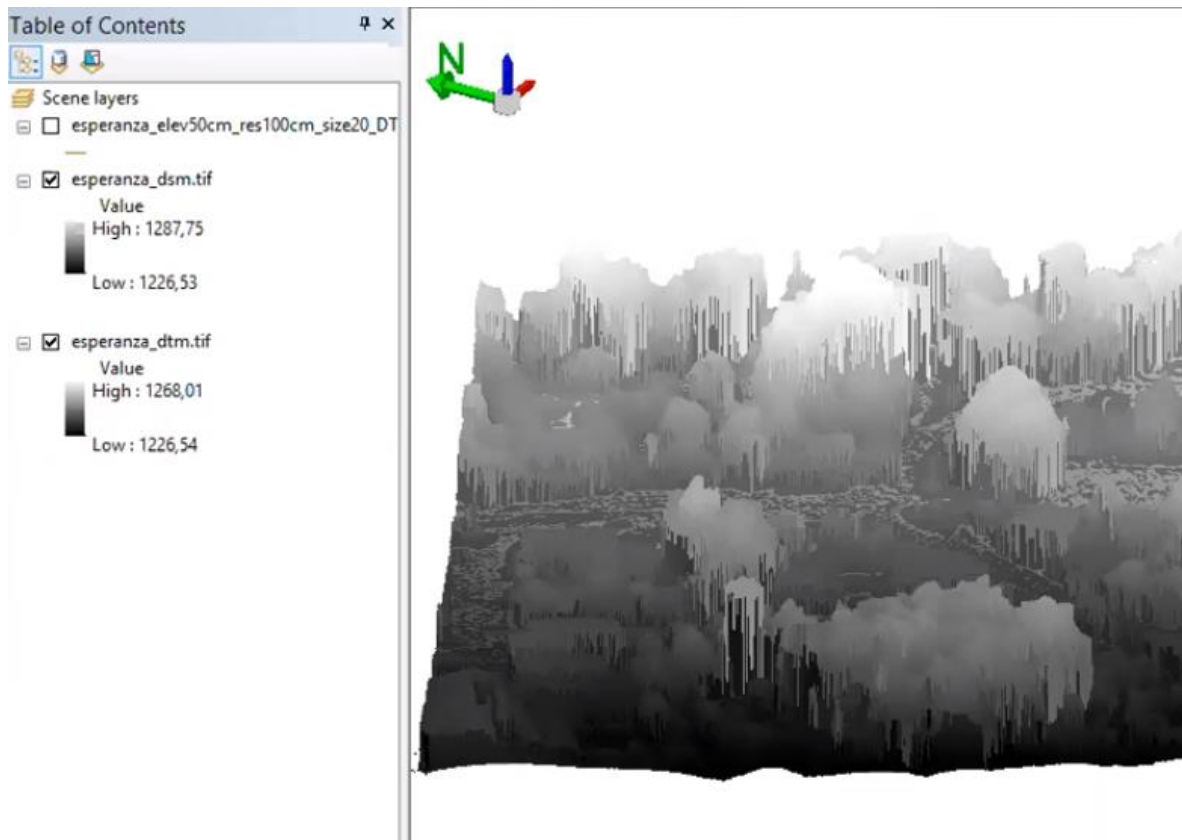 Table of Contents
Scene layers
esperanza_elev50cm_res100cm_size20_DT
esperanza_dsm.tif
Value
High : 1287,75
Low : 1226,53
esperanza_dtm.tif
Value
High : 1268,01
Low : 1226,54
N